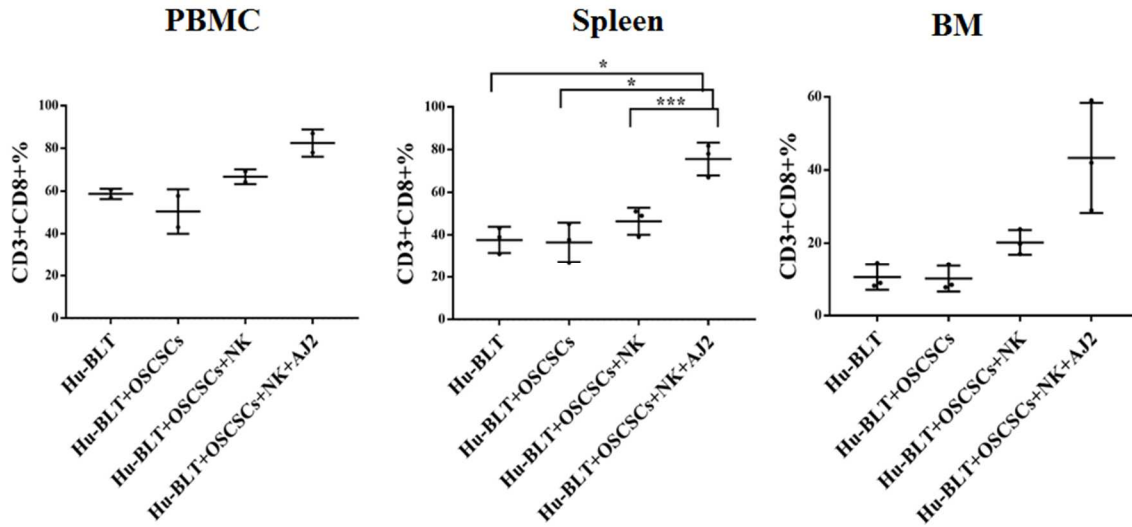 PBMC
CD3+CD8+%
100
80
60
40
20
0
Hu-BLT
Hu-BLT+OSCSCs
Hu-BLT+OSCSCs+NK
Hu-BLT+OSCSCs+NK+AJ2
Spleen
*
*
***
CD3+CD8+%
100
80
60
40
20
0
Hu-BLT
Hu-BLT+OSCSCs
Hu-BLT+OSCSCs+NK
Hu-BLT+OSCSCs+NK+AJ2
BM
CD3+CD8+%
60
40
20
0
Hu-BLT
Hu-BLT+OSCSCs
Hu-BLT+OSCSCs+NK
Hu-BLT+OSCSCs+NK+AJ2